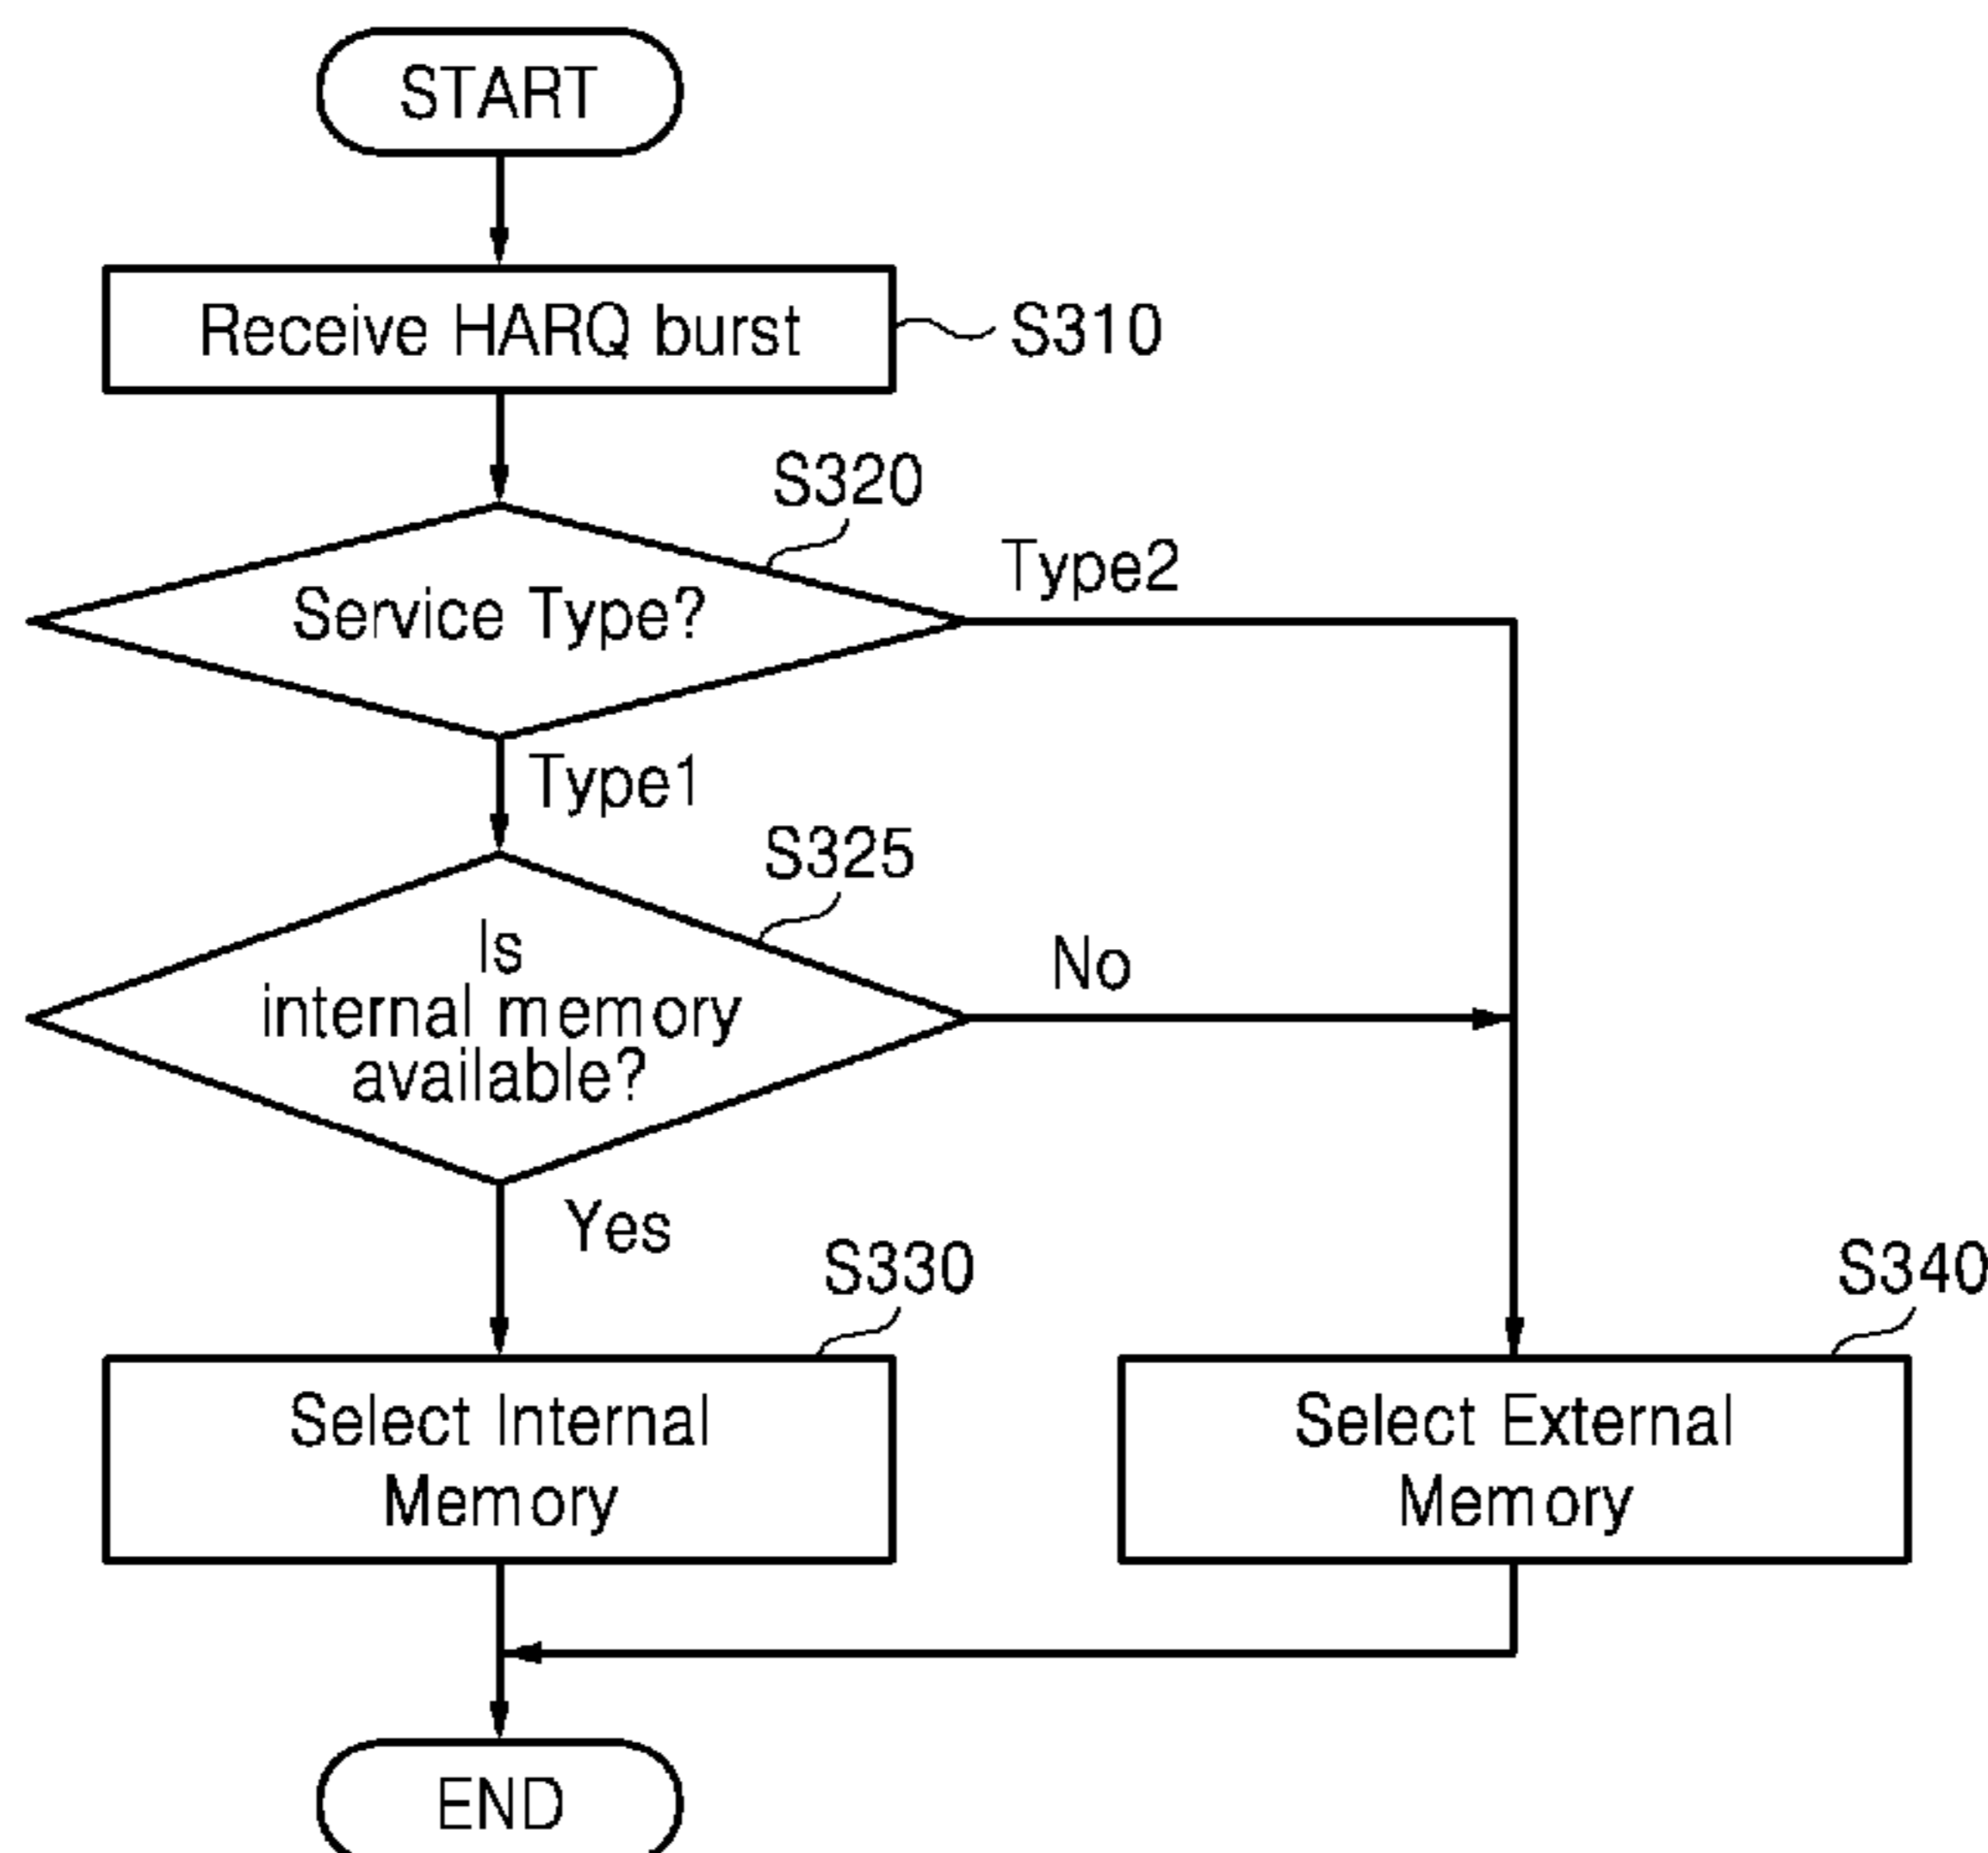 START
Receive HARQ burst
S310
S320
Service Type?
Type2
Type1
S325
Is
internal memory
available?
No
Yes
S330
S340
Select Internal
Memory
Select External
Memory
END